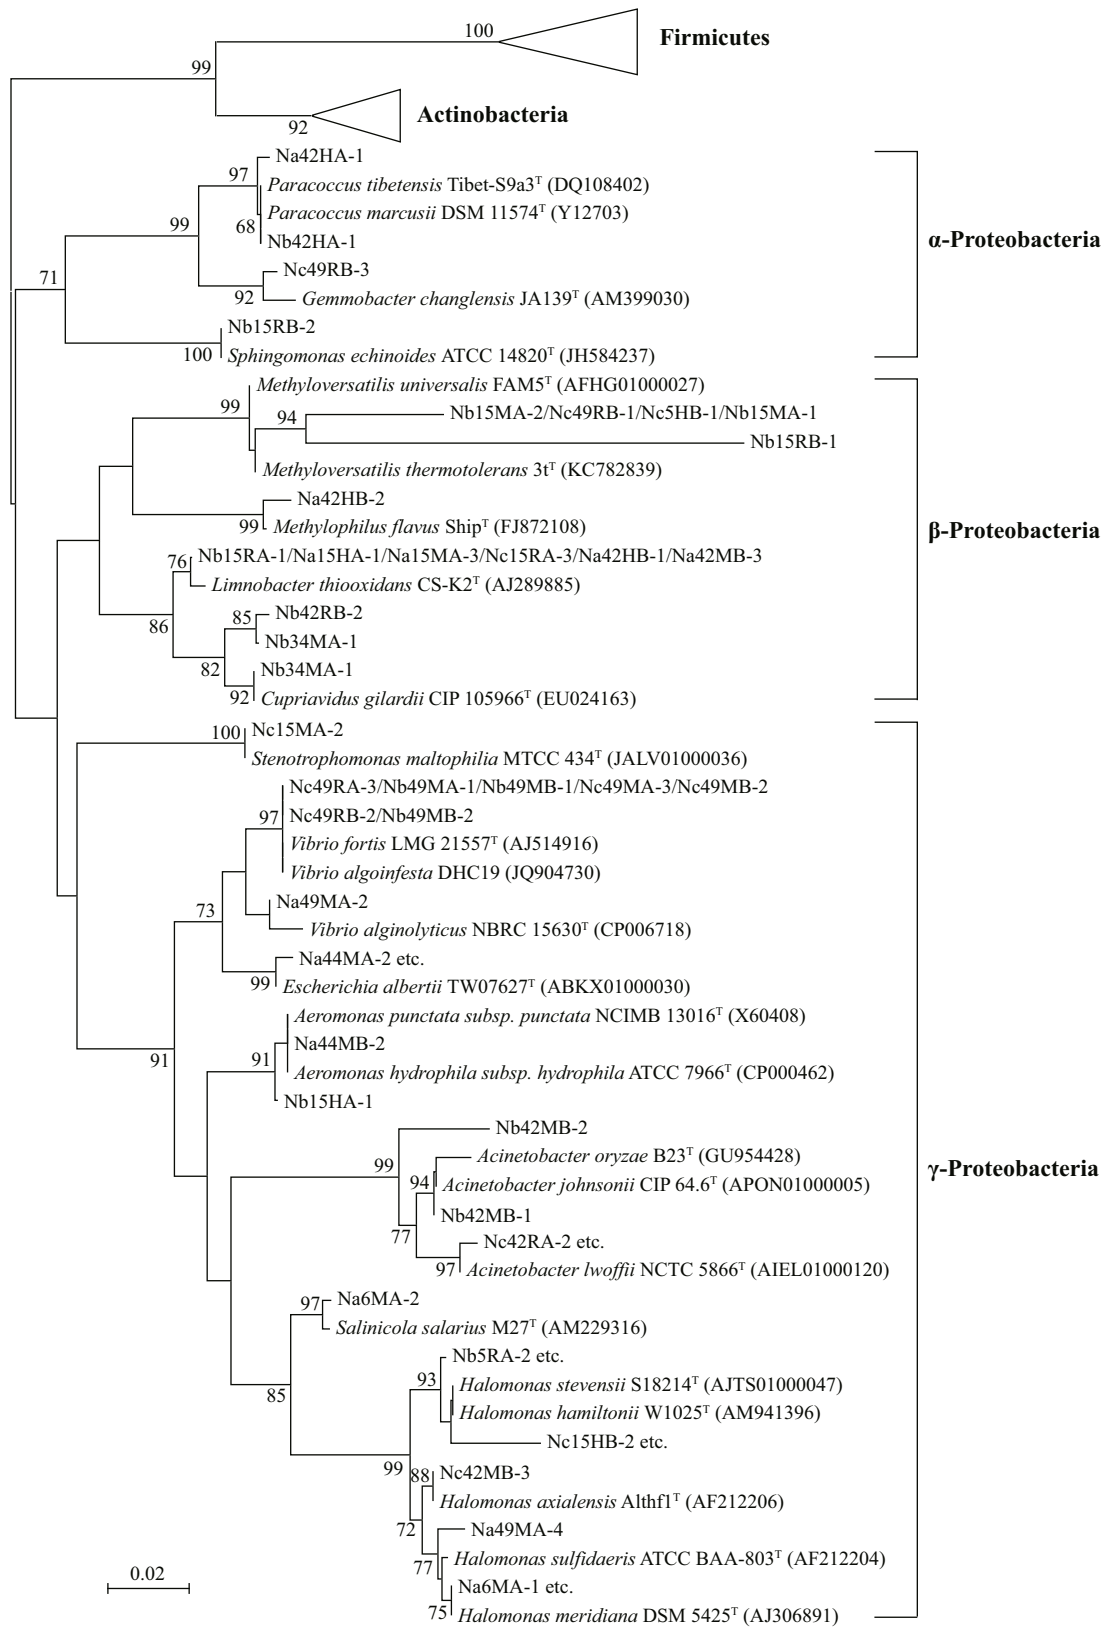 100
Firmicutes
99
Actinobacteria
92
Na42HA-1
97
Paracoccus tibetensis Tibet-S9a3ᵀ (DQ108402)
Paracoccus marcusii DSM 11574ᵀ (Y12703)
99
68
Nb42HA-1
α-Proteobacteria
Nc49RB-3
71
92
Gemmobacter changlensis JA139ᵀ (AM399030)
Nb15RB-2
100
Sphingomonas echinoides ATCC 14820ᵀ (JH584237)
Methyloversatilis universalis FAM5ᵀ (AFHG01000027)
99
94
Nb15MA-2/Nc49RB-1/Nc5HB-1/Nb15MA-1
Nb15RB-1
Methyloversatilis thermotolerans 3tᵀ (KC782839)
Na42HB-2
99
Methylophilus flavus Shipᵀ (FJ872108)
β-Proteobacteria
76
Nb15RA-1/Na15HA-1/Na15MA-3/Nc15RA-3/Na42HB-1/Na42MB-3
Limnobacter thiooxidans CS-K2ᵀ (AJ289885)
86
85
Nb42RB-2
Nb34MA-1
82
Nb34MA-1
92
Cupriavidus gilardii CIP 105966ᵀ (EU024163)
100
Nc15MA-2
Stenotrophomonas maltophilia MTCC 434ᵀ (JALV01000036)
Nc49RA-3/Nb49MA-1/Nb49MB-1/Nc49MA-3/Nc49MB-2
97
Nc49RB-2/Nb49MB-2
Vibrio fortis LMG 21557ᵀ (AJ514916)
Vibrio algoinfesta DHC19 (JQ904730)
73
Na49MA-2
Vibrio alginolyticus NBRC 15630ᵀ (CP006718)
Na44MA-2 etc.
99
Escherichia albertii TW07627ᵀ (ABKX01000030)
Aeromonas punctata subsp. punctata NCIMB 13016ᵀ (X60408)
Na44MB-2
91
91
Aeromonas hydrophila subsp. hydrophila ATCC 7966ᵀ (CP000462)
Nb15HA-1
Nb42MB-2
99
Acinetobacter oryzae B23ᵀ (GU954428)
γ-Proteobacteria
94
Acinetobacter johnsonii CIP 64.6ᵀ (APON01000005)
Nb42MB-1
77
Nc42RA-2 etc.
97
Acinetobacter lwoffii NCTC 5866ᵀ (AIEL01000120)
97
Na6MA-2
Salinicola salarius M27ᵀ (AM229316)
Nb5RA-2 etc.
85
93
Halomonas stevensii S18214ᵀ (AJTS01000047)
Halomonas hamiltonii W1025ᵀ (AM941396)
Nc15HB-2 etc.
99
88
Nc42MB-3
Halomonas axialensis Althf1ᵀ (AF212206)
72
Na49MA-4
77
Halomonas sulfidaeris ATCC BAA-803ᵀ (AF212204)
0.02
Na6MA-1 etc.
75
Halomonas meridiana DSM 5425ᵀ (AJ306891)